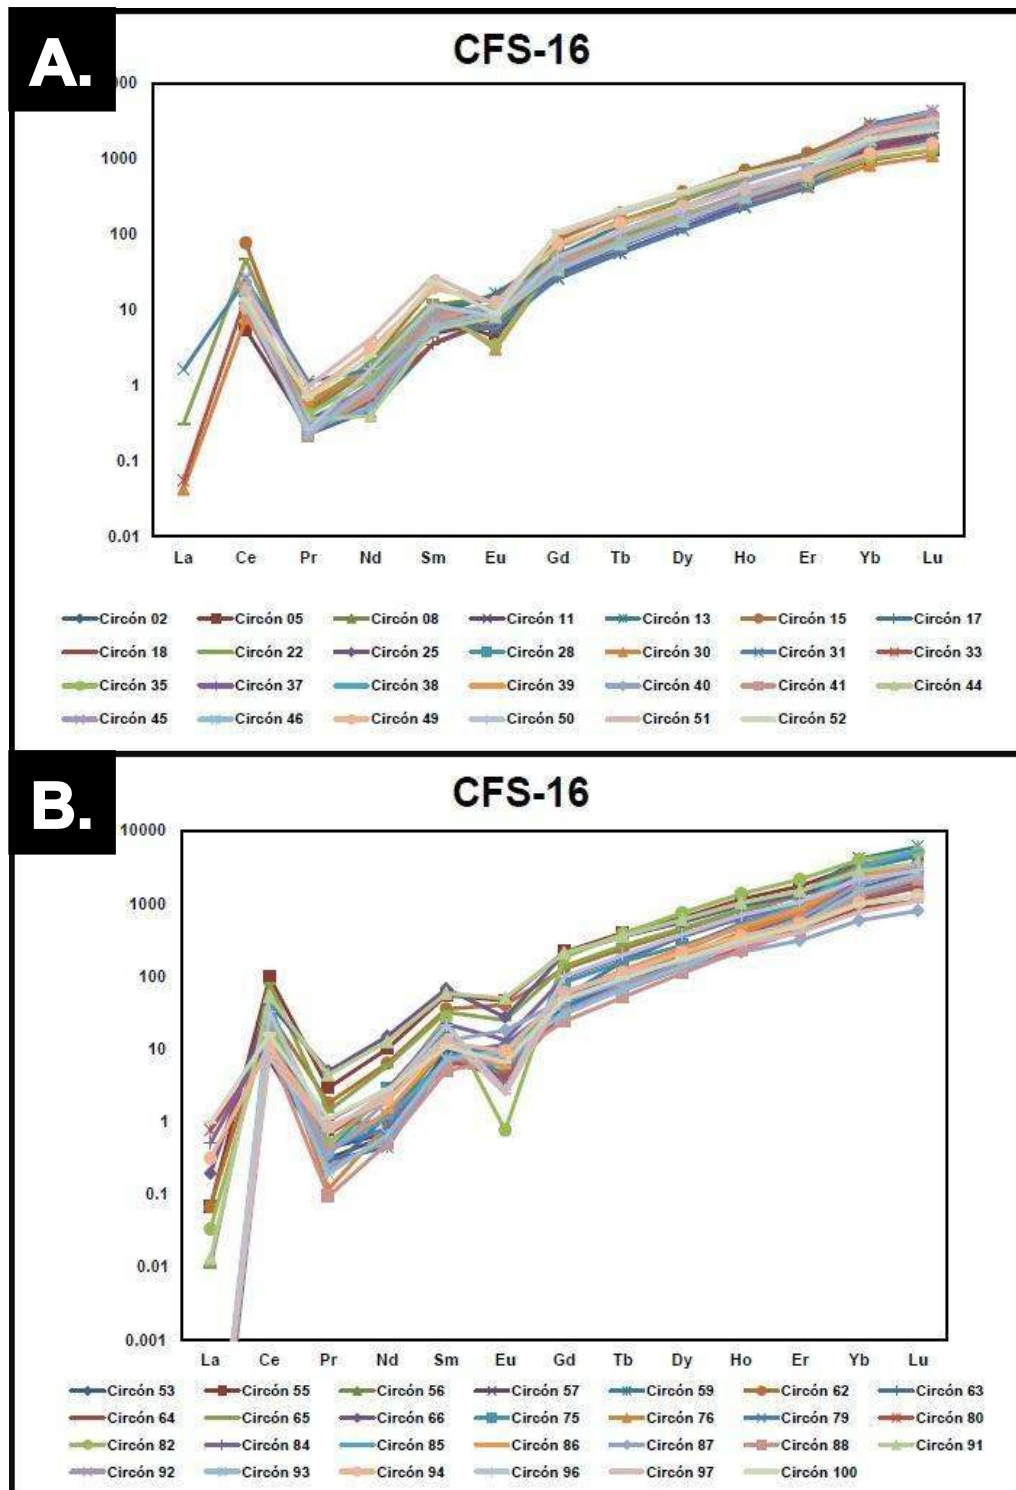 A.
CFS-16
000
1000
100
10
1
0.1
0.01
La Ce Pr Nd Sm Eu Gd Tb Dy Ho Er Yb Lu
Circón 02 Circón 05 Circón 08 Circón 11 Circón 13 Circón 15 Circón 17
Circón 18 Circón 22 Circón 25 Circón 28 Circón 30 Circón 31 Circón 33
Circón 35 Circón 37 Circón 38 Circón 39 Circón 40 Circón 41 Circón 44
Circón 45 Circón 46 Circón 49 Circón 50 Circón 51 Circón 52
B.
CFS-16
10000
1000
100
10
1
0.1
0.01
0.001
La Ce Pr Nd Sm Eu Gd Tb Dy Ho Er Yb Lu
Circón 53 Circón 55 Circón 56 Circón 57 Circón 59 Circón 62 Circón 63
Circón 64 Circón 65 Circón 66 Circón 75 Circón 76 Circón 79 Circón 80
Circón 82 Circón 84 Circón 85 Circón 86 Circón 87 Circón 88 Circón 91
Circón 92 Circón 93 Circón 94 Circón 96 Circón 97 Circón 100